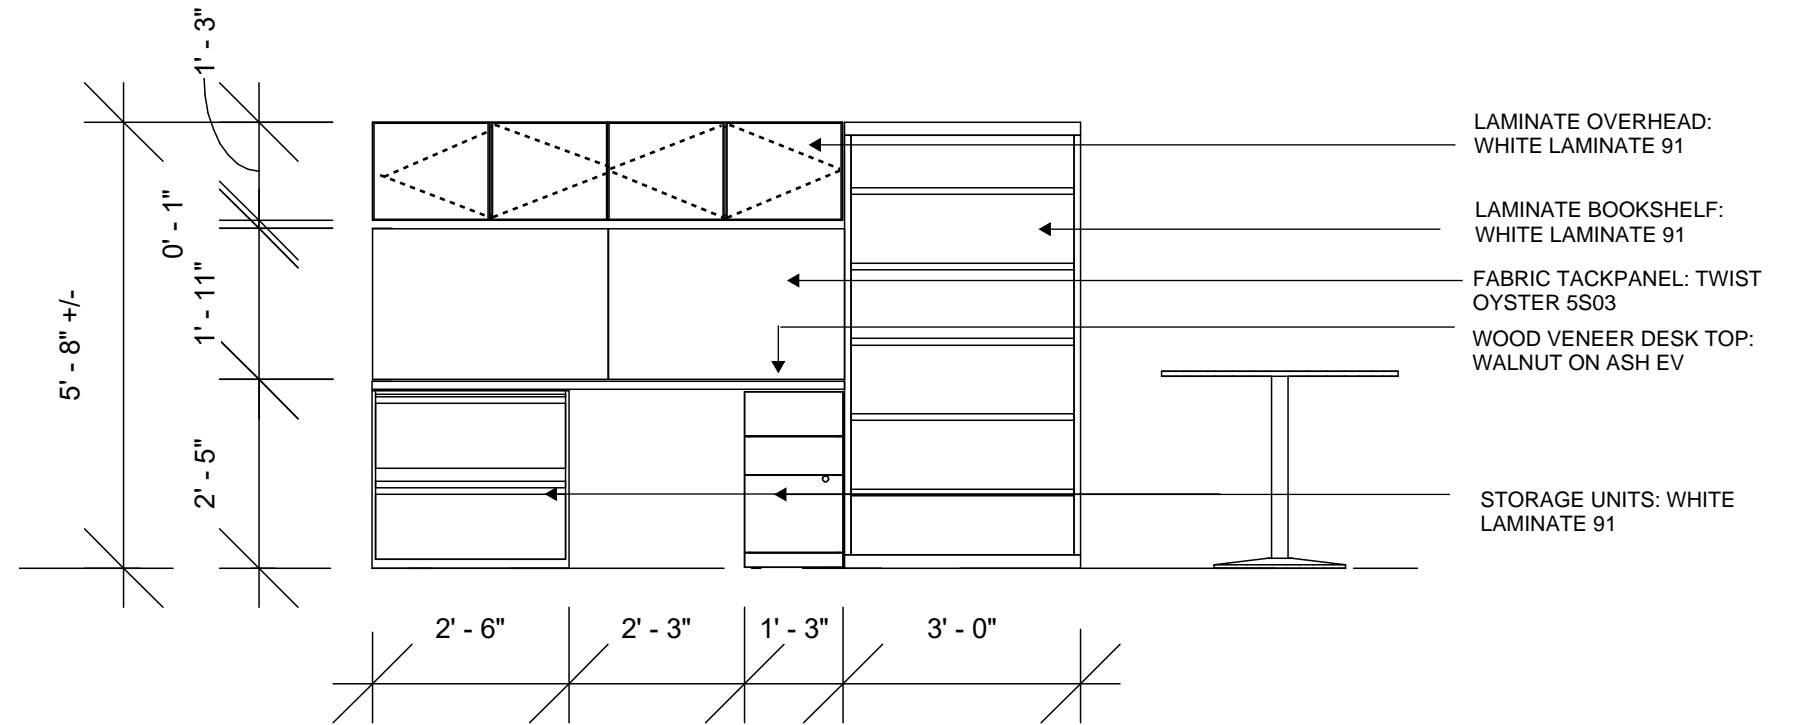 1' - 3"
0' - 1"
1' - 11"
5' - 8" +/-
2' - 5"
LAMINATE OVERHEAD:
WHITE LAMINATE 91
LAMINATE BOOKSHELF:
WHITE LAMINATE 91
FABRIC TACKPANEL: TWIST
OYSTER 5S03
WOOD VENEER DESK TOP:
WALNUT ON ASH EV
STORAGE UNITS: WHITE
LAMINATE 91
2' - 6"
2' - 3"
1' - 3"
3' - 0"